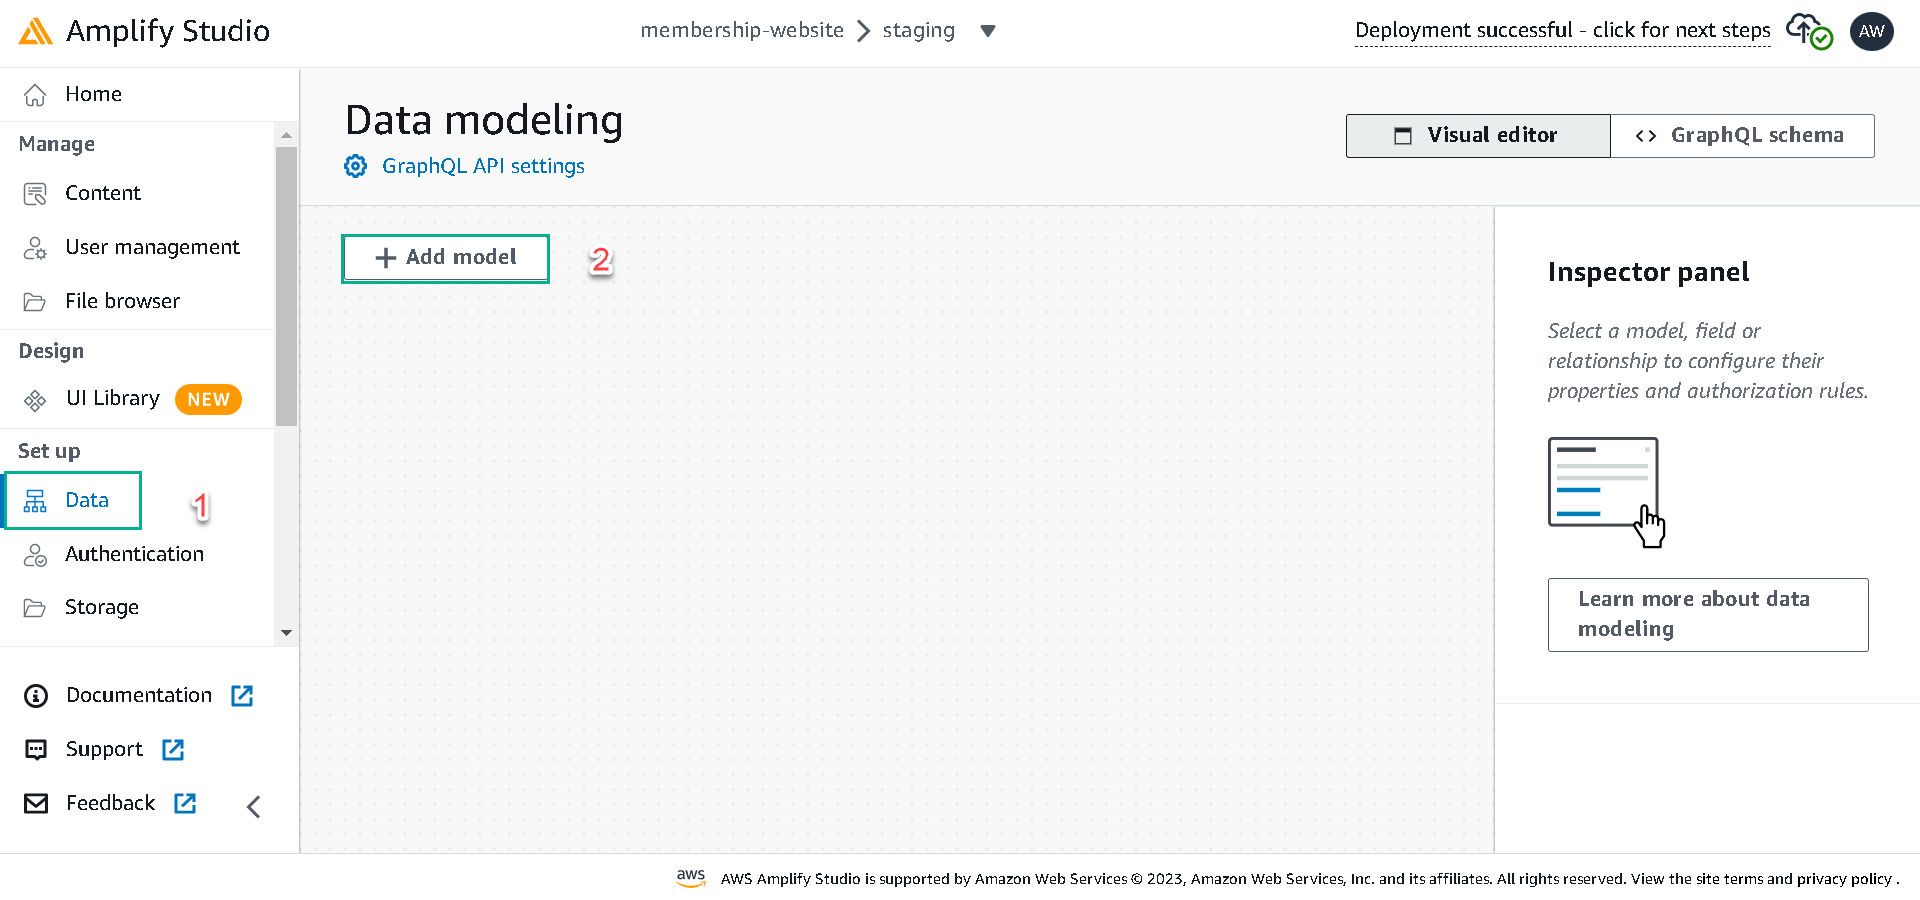 Amplify Studio
membership-website
staging
Deployment successful - click for next steps
AW
Home
Manage
Content
User management
File browser
Design
UI Library
NEW
Set up
Data
1
Authentication
Storage
Documentation
Support
Feedback
Data modeling
GraphQL API settings
Visual editor
<> GraphQL schema
+ Add model
2
Inspector panel
Select a model, field or
relationship to configure their
properties and authorization rules.
Learn more about data
modeling
aws
AWS Amplify Studio is supported by Amazon Web Services © 2023, Amazon Web Services, Inc. and its affiliates. All rights reserved. View the site terms and privacy policy .